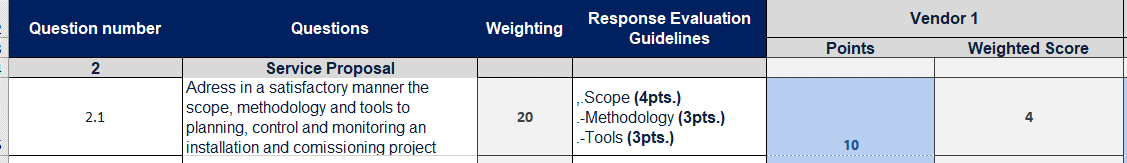 Question number Questions Weighting Response Evaluation Guidelines Vendor 1
Points Weighted Score
2 Service Proposal
2.1
Adress in a satisfactory manner the
scope, methodology and tools to
planning, control and monitoring an
installation and comissioning project
20
,.Scope (4pts.)
.-Methodology (3pts.)
.-Tools (3pts.)
10
4